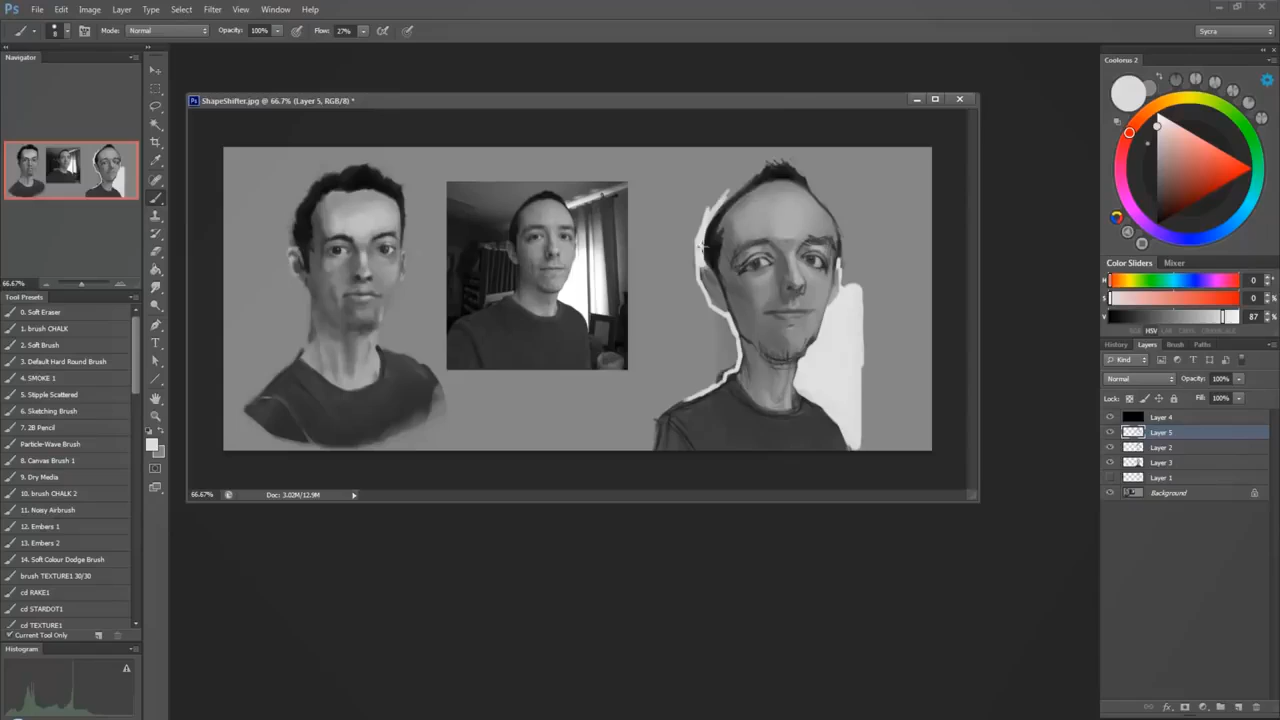 Ps File Edit Image Layer Type Select Filter View Window Help
Mode: Normal Opacity: 100% Flow: 27% Sycra
Navigator
66.67%
Tool Presets
0. Soft Eraser
1. brush CHALK
2. Soft Brush
3. Default Hard Round Brush
4. SMOKE 1
5. Stipple Scattered
6. Sketching Brush
7. 2B Pencil
Particle-Wave Brush
8. Canvas Brush 1
9. Dry Media
10. brush CHALK 2
11. Noisy Airbrush
12. Embers 1
13. Embers 2
14. Soft Colour Dodge Brush
brush TEXTURE1 30/30
cd RAKE1
cd STARDOT1
cd TEXTURE1
Current Tool Only
Histogram
Ps ShapeShifter.jpg @ 66.7% (Layer 5, RGB/8) *
66.67% Doc: 3.02M/12.9M
Coolorus 2
Color Sliders Mixer
H 0
S 0
V 87
HSV
History Layers Brush Paths
Kind
Normal Opacity: 100%
Lock: Fill: 100%
Layer 4
Layer 5
Layer 2
Layer 3
Layer 1
Background